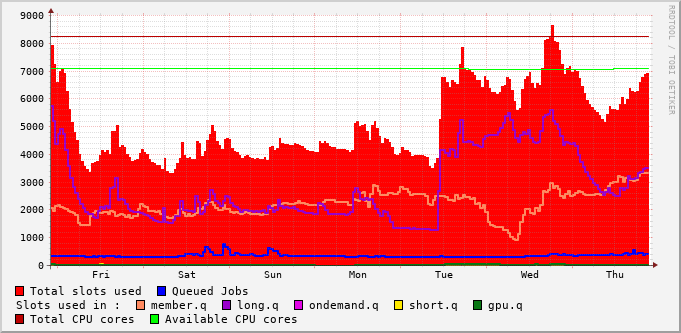 9000
8000
7000
6000
5000
4000
3000
2000
1000
0
Fri Sat Sun Mon Tue Wed Thu
RRDTOOL / TOBI OETIKER
Total slots used Queued Jobs
Slots used in : member.q long.q ondemand.q short.q gpu.q
Total CPU cores Available CPU cores